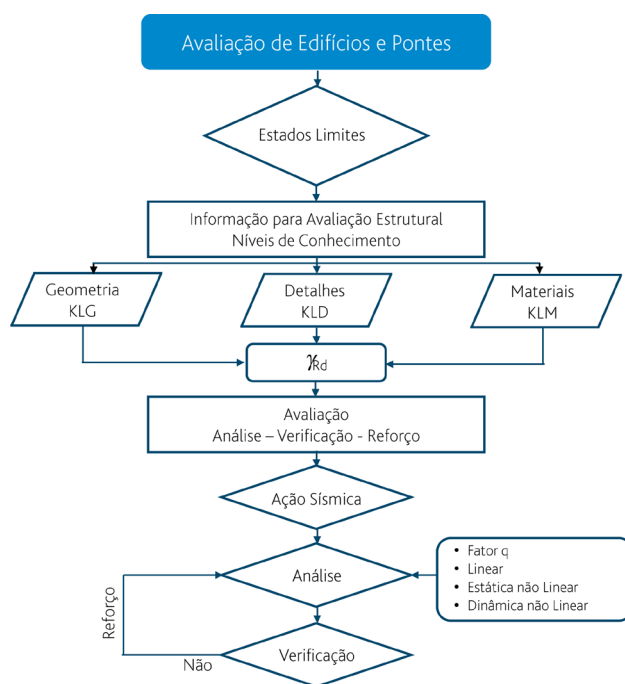 Avaliação de Edifícios e Pontes
Estados Limites
Informação para Avaliação Estrutural
Níveis de Conhecimento
Geometria
KLG
Detalhes
KLD
Materiais
KLM
γRd
Avaliação
Análise – Verificação - Reforço
Ação Sísmica
Análise
• Fator q
• Linear
• Estática não Linear
• Dinâmica não Linear
Reforço
Não
Verificação